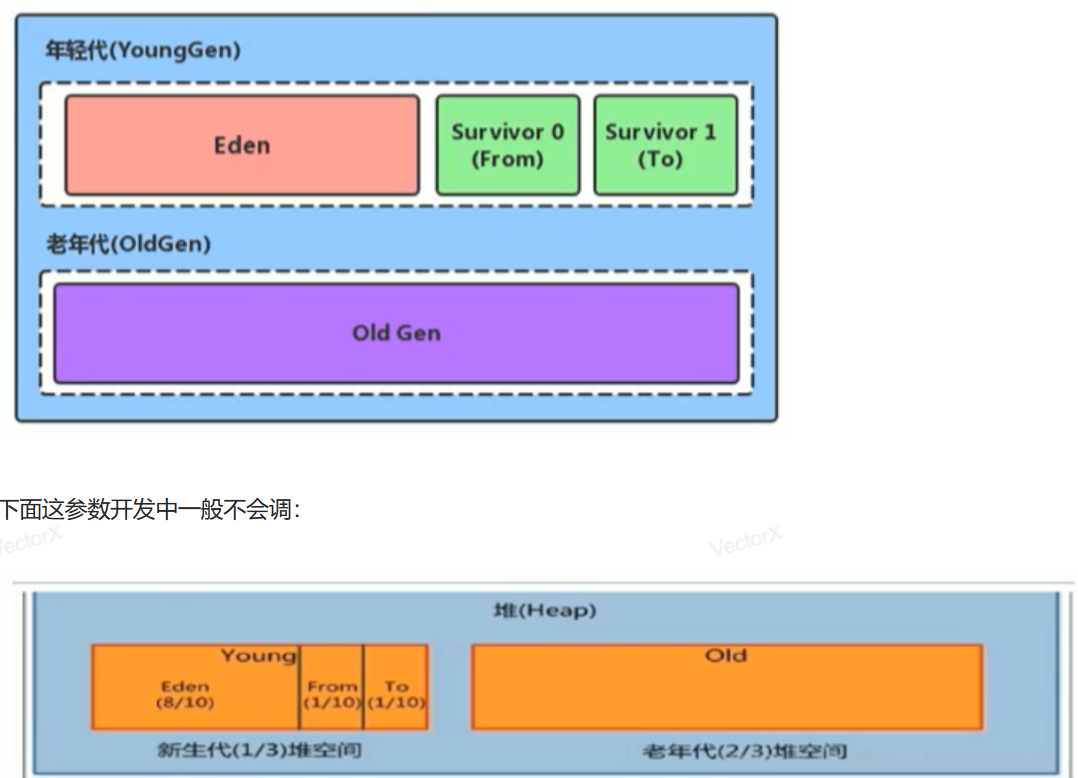 年轻代(YoungGen)
Eden
Survivor 0
(From)
Survivor 1
(To)
老年代(OldGen)
Old Gen
下面这参数开发中一般不会调：
VectorX
VectorX
堆(Heap)
Young
Eden
(8/10)
From
(1/10)
To
(1/10)
Old
新生代(1/3)堆空间
老年代(2/3)堆空间